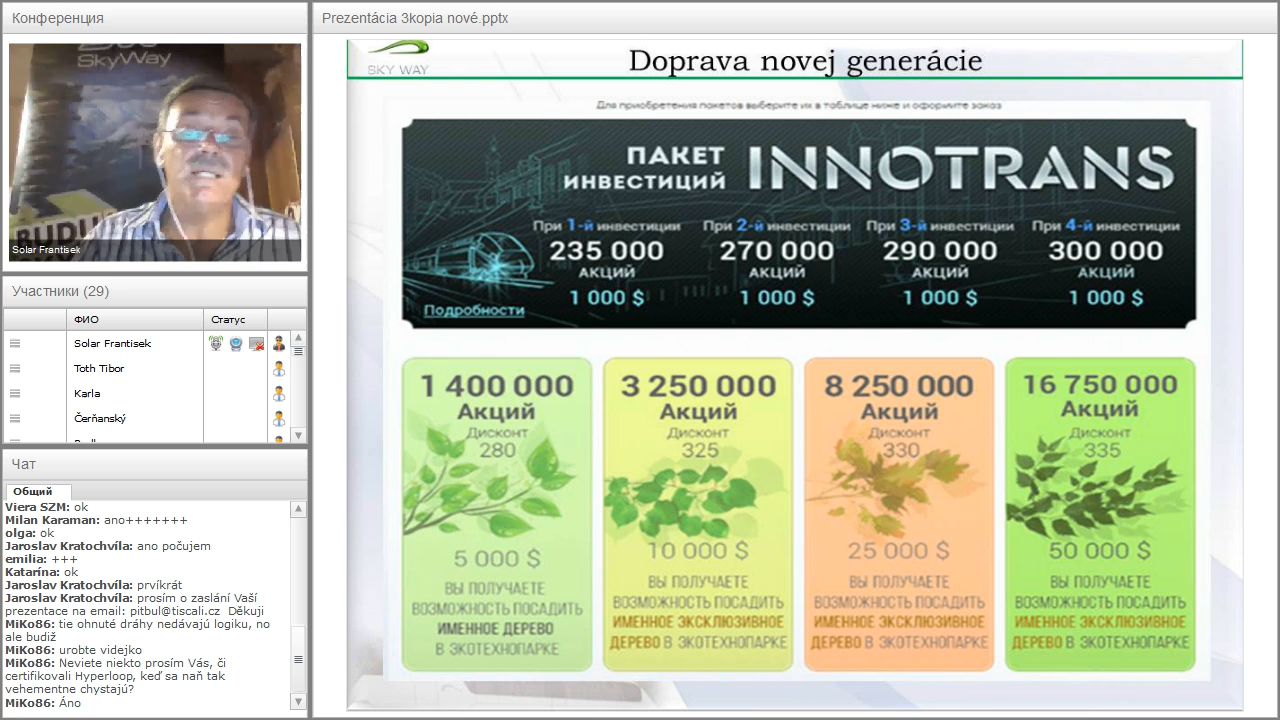 Конференция
SkyWay
BUDU
Solar Frantisek
Участники (29)
ФИО
Статус
Solar Frantisek
Toth Tibor
Karla
Čerňanský
Чат
Общий
Viera SZM: ok
Milan Karaman: ano+++++++
olga: ok
Jaroslav Kratochvíla: ano počujem
emilia: +++
Katarína: ok
Jaroslav Kratochvíla: prvíkrát
Jaroslav Kratochvíla: prosím o zaslání Vaší
prezentace na email: pitbul@tiscali.cz Děkuji
MiKo86: tie ohnuté dráhy nedávajú logiku, no
ale budiž
MiKo86: urobte videjko
MiKo86: Neviete niekto prosím Vás, či
certifikovali Hyperloop, keď sa naň tak
vehementne chystajú?
MiKo86: Áno
Prezentácia 3kopia nové.pptx
SKY WAY
Doprava novej generácie
Для приобретения пакетов выберите их в таблице ниже и оформите заказ
ПАКЕТ
ИНВЕСТИЦИЙ
INNOTRANS
При 1-й инвестиции
235 000
АКЦИЙ
1 000 $
При 2-й инвестиции
270 000
АКЦИЙ
1 000 $
При 3-й инвестиции
290 000
АКЦИЙ
1 000 $
При 4-й инвестиции
300 000
АКЦИЙ
1 000 $
Подробности
1 400 000
Акций
Дисконт
280
5 000 $
ВЫ ПОЛУЧАЕТЕ
ВОЗМОЖНОСТЬ ПОСАДИТЬ
ИМЕННОЕ ДЕРЕВО
В ЭКОТЕХНОПАРКЕ
3 250 000
Акций
Дисконт
325
10 000 $
ВЫ ПОЛУЧАЕТЕ
ВОЗМОЖНОСТЬ ПОСАДИТЬ
ИМЕННОЕ ЭКСКЛЮЗИВНОЕ
ДЕРЕВО В ЭКОТЕХНОПАРКЕ
8 250 000
Акций
Дисконт
330
25 000 $
ВЫ ПОЛУЧАЕТЕ
ВОЗМОЖНОСТЬ ПОСАДИТЬ
ИМЕННОЕ ЭКСКЛЮЗИВНОЕ
ДЕРЕВО В ЭКОТЕХНОПАРКЕ
16 750 000
Акций
Дисконт
335
50 000 $
ВЫ ПОЛУЧАЕТЕ
ВОЗМОЖНОСТЬ ПОСАДИТЬ
ИМЕННОЕ ЭКСКЛЮЗИВНОЕ
ДЕРЕВО В ЭКОТЕХНОПАРКЕ